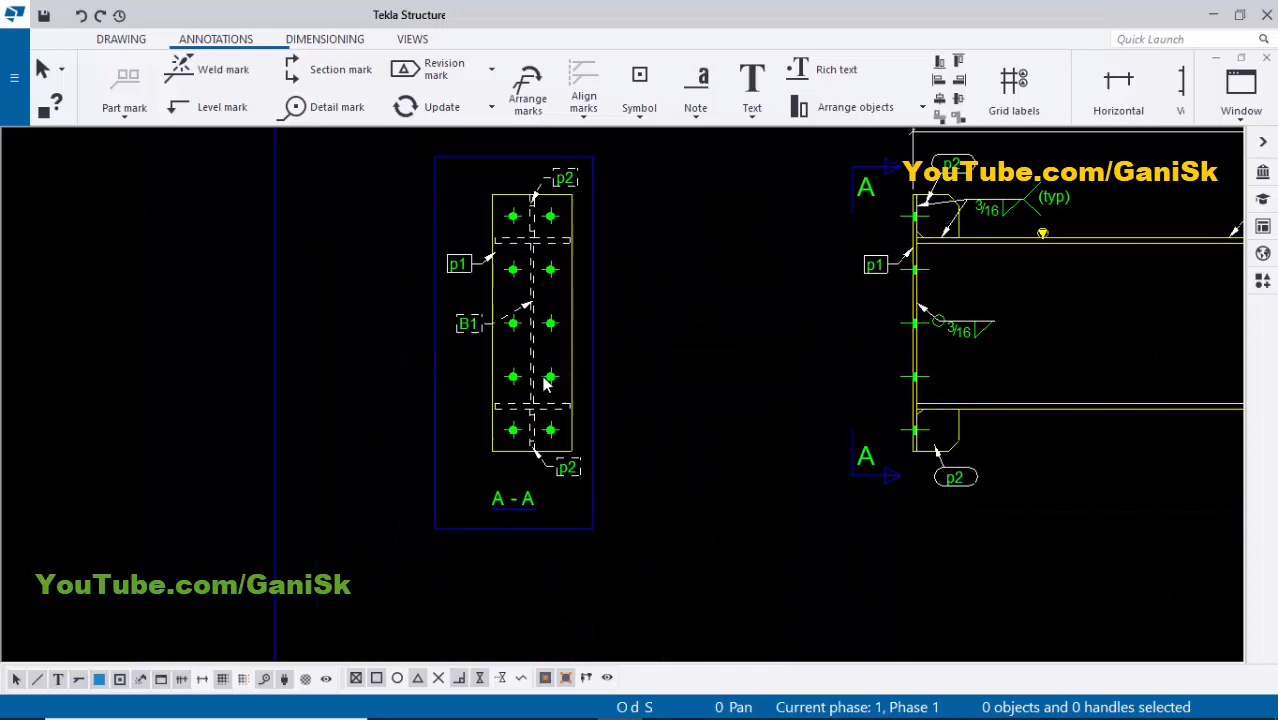 Tekla Structure
DRAWING ANNOTATIONS DIMENSIONING VIEWS
Quick Launch
Part mark
Weld mark
Level mark
Section mark
Detail mark
Revision mark
Update
Arrange marks
Align marks
Symbol
Note
Text
Rich text
Arrange objects
Grid labels
Horizontal
Window
p2
p1
B1
p2
A - A
A
p2
YouTube.com/GaniSk
3/16
(typ)
p1
3/16
A
p2
YouTube.com/GaniSk
O d S
0 Pan
Current phase: 1, Phase 1
0 objects and 0 handles selected